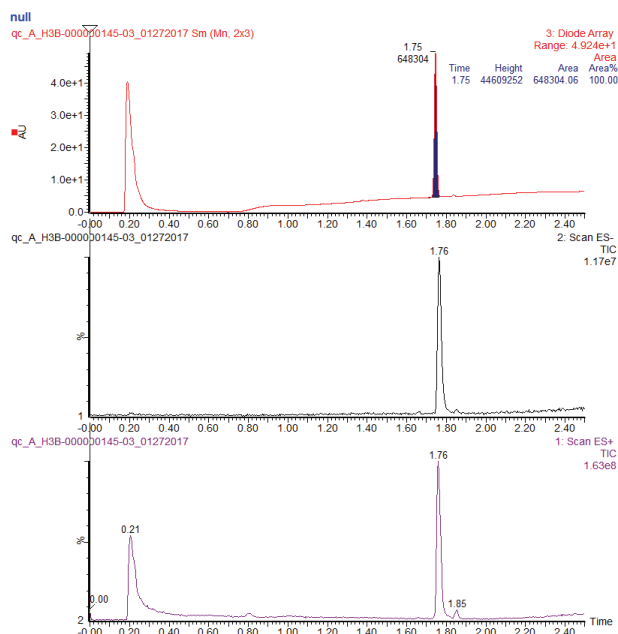 null
qc_A_H3B-000000145-03_01272017 Sm (Mn, 2x3)
3: Diode Array
Range: 4.924e+1
Area
1.75
648304
Time Height Area Area%
1.75 44609252 648304.06 100.00
AU
4.0e+1
3.0e+1
2.0e+1
1.0e+1
0.0
-0.00 0.20 0.40 0.60 0.80 1.00 1.20 1.40 1.60 1.80 2.00 2.20 2.40
qc_A_H3B-000000145-03_01272017
2: Scan ES-
TIC
1.17e7
1.76
%
1
-0.00 0.20 0.40 0.60 0.80 1.00 1.20 1.40 1.60 1.80 2.00 2.20 2.40
qc_A_H3B-000000145-03_01272017
1: Scan ES+
TIC
1.63e8
1.76
0.21
%
0.00
1.85
2
-0.00 0.20 0.40 0.60 0.80 1.00 1.20 1.40 1.60 1.80 2.00 2.20 2.40
Time